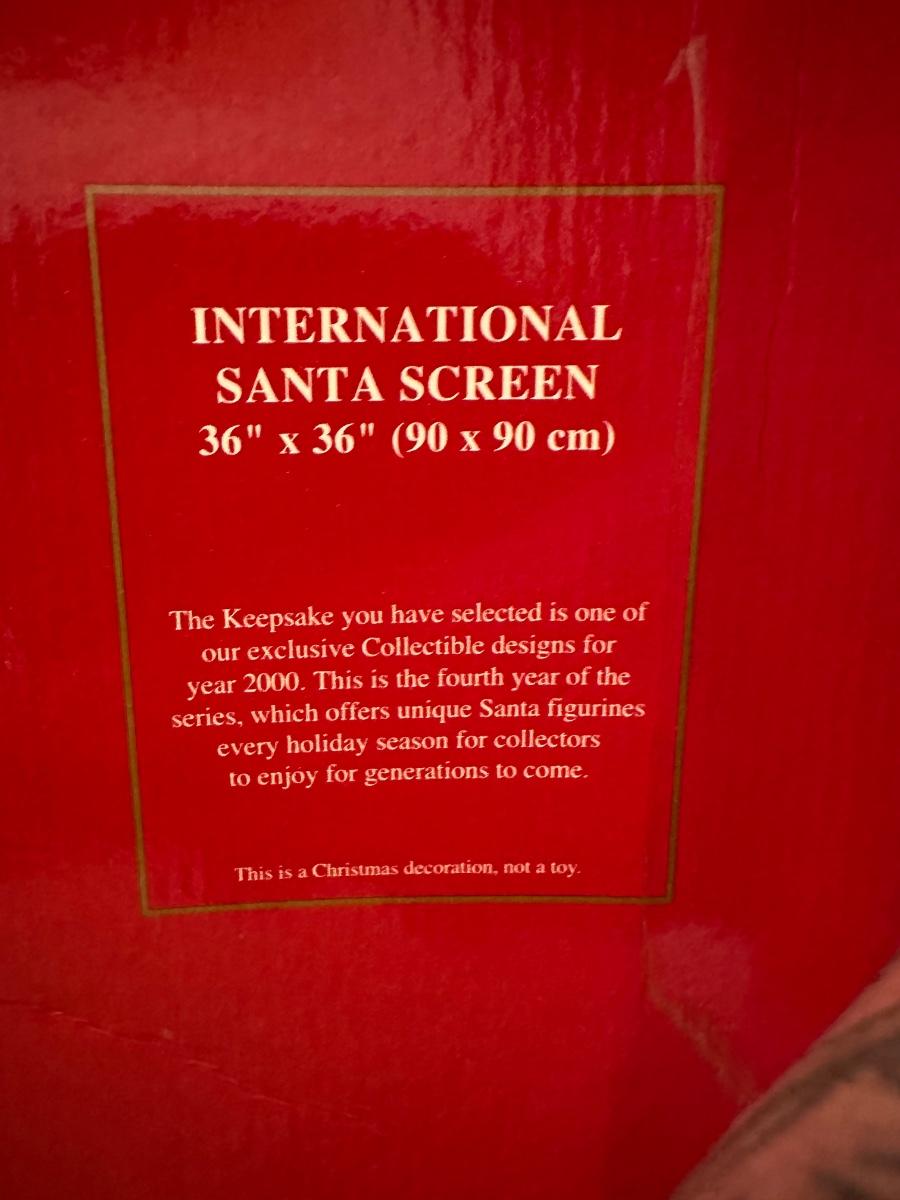 INTERNATIONAL
SANTA SCREEN
36" x 36" (90 x 90 cm)
The Keepsake you have selected is one of
our exclusive Collectible designs for
year 2000. This is the fourth year of the
series, which offers unique Santa figurines
every holiday season for collectors
to enjoy for generations to come.
This is a Christmas decoration, not a toy.